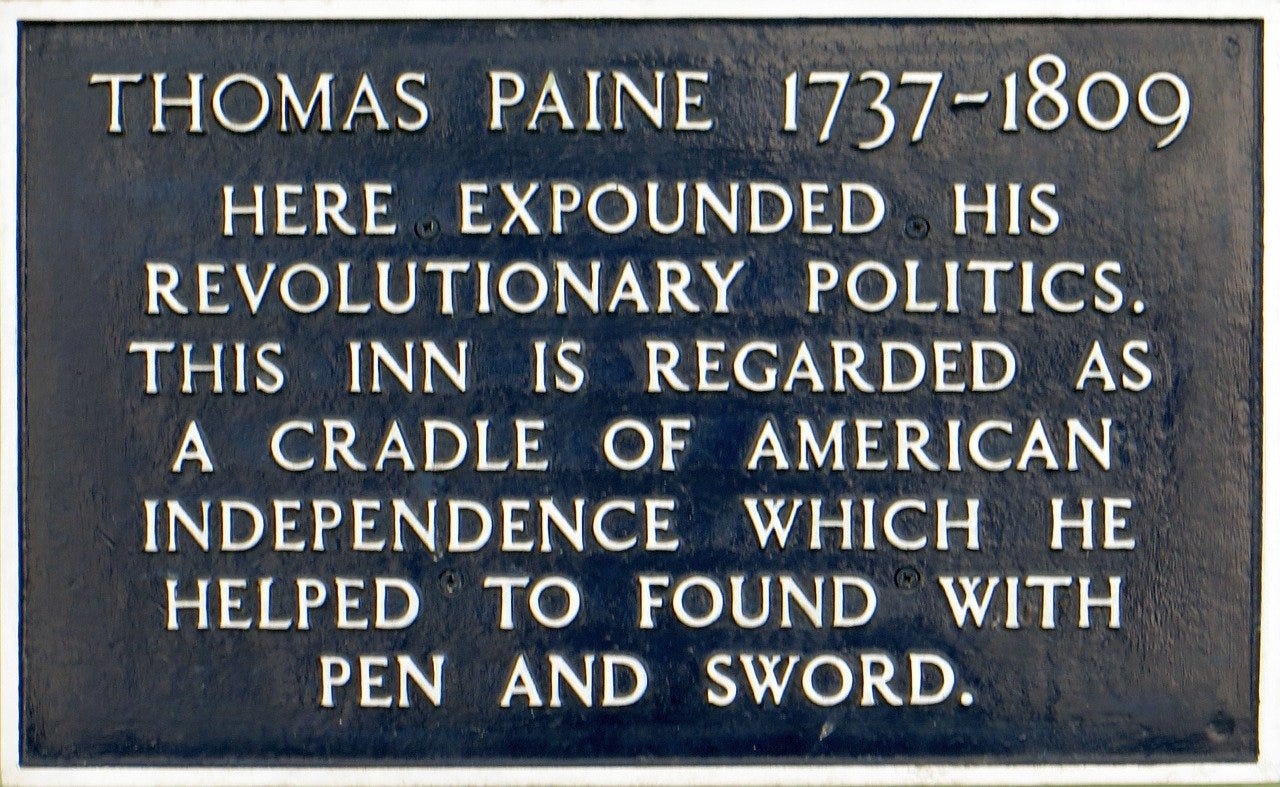 THOMAS PAINE 1737-1809
HERE EXPOUNDED HIS
REVOLUTIONARY POLITICS.
THIS INN IS REGARDED AS
A CRADLE OF AMERICAN
INDEPENDENCE WHICH HE
HELPED TO FOUND WITH
PEN AND SWORD.